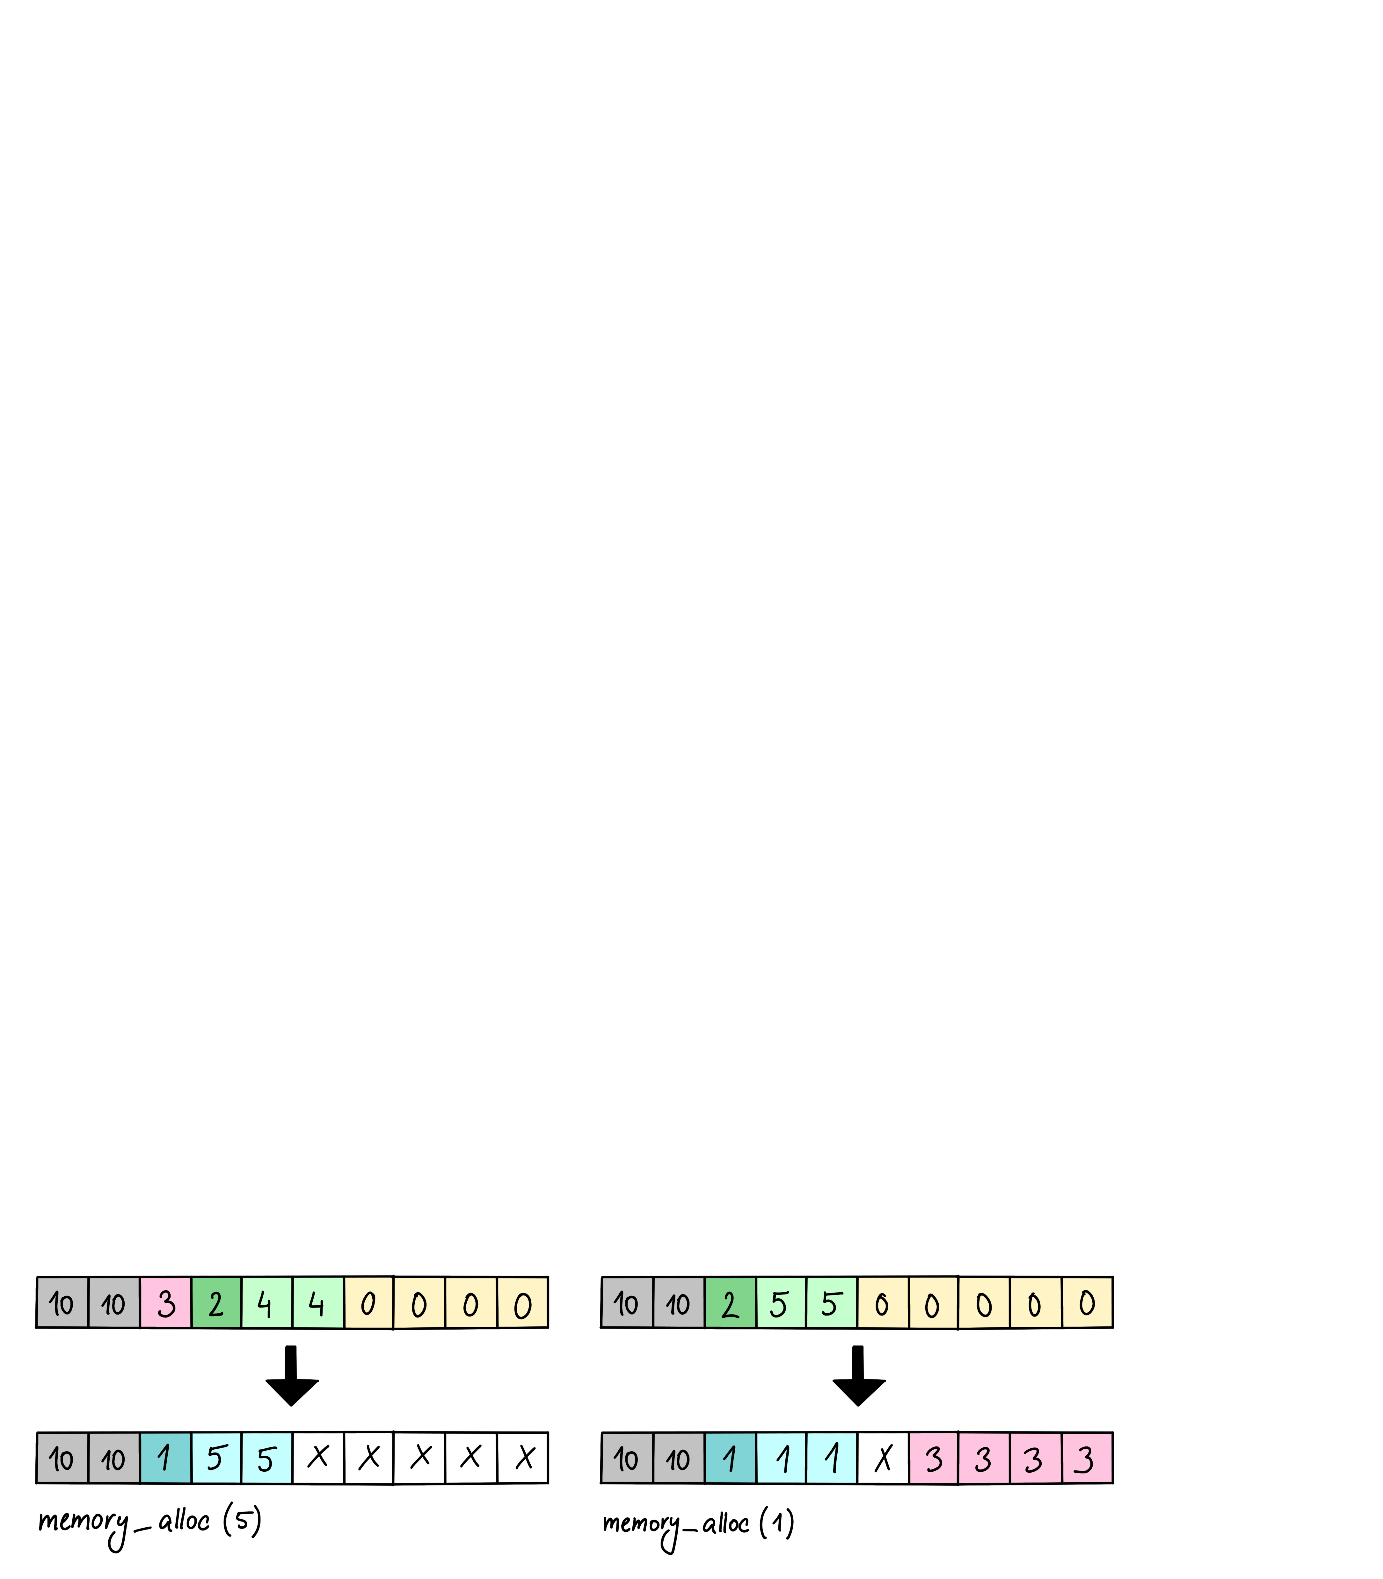 10 10 3 2 4 4 0 0 0 0
10 10 2 5 5 0 0 0 0 0
10 10 1 5 5 X X X X X
10 10 1 1 1 X 3 3 3 3
memory_alloc (5)
memory_alloc (1)